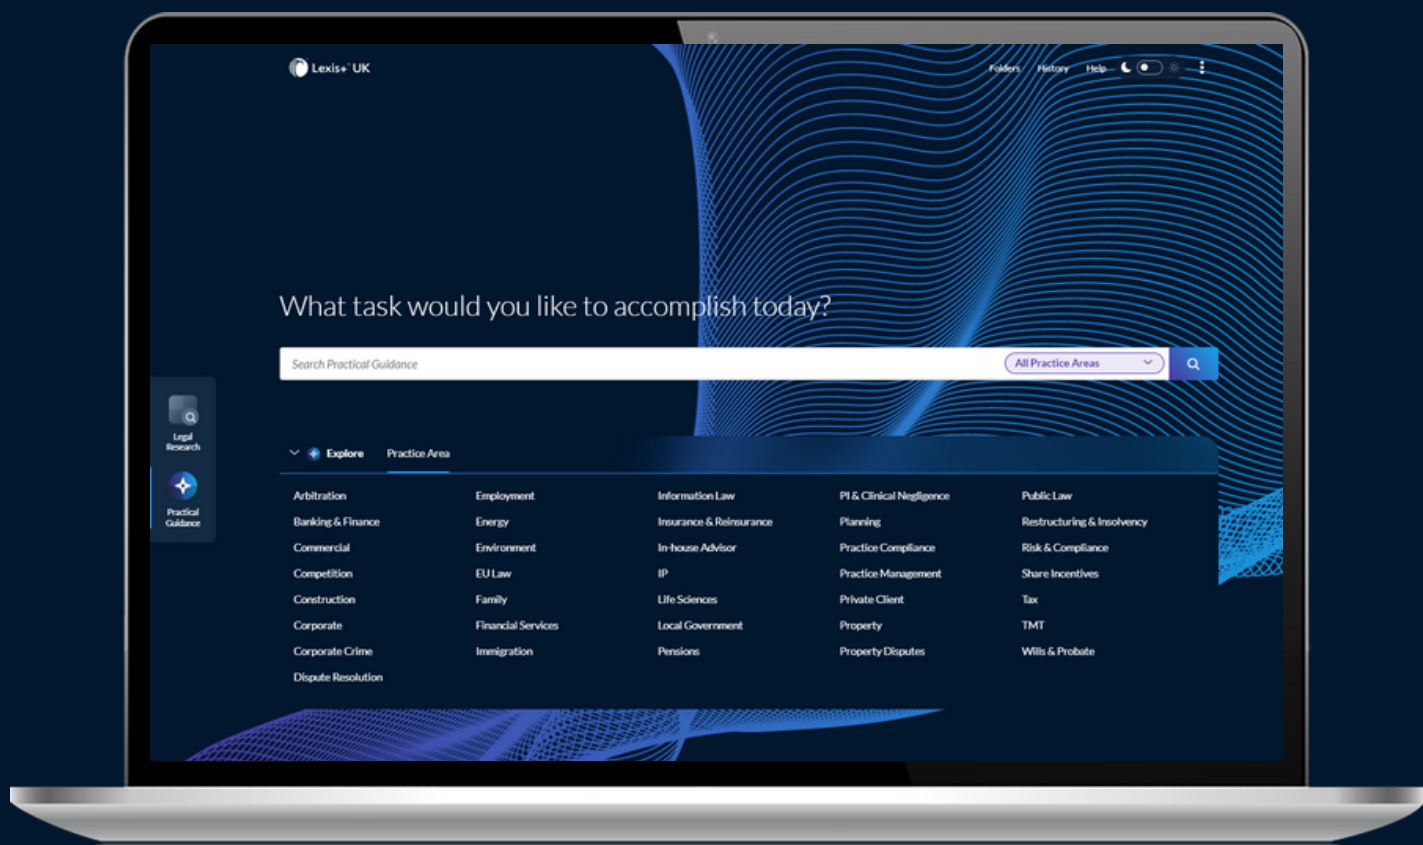 Lexis+™ UK
Folders History Help
What task would you like to accomplish today?
Search Practical Guidance All Practice Areas
Legal
Research
Practical
Guidance
Explore Practice Area
Arbitration Employment Information Law PI & Clinical Negligence Public Law
Banking & Finance Energy Insurance & Reinsurance Planning Restructuring & Insolvency
Commercial Environment In-house Advisor Practice Compliance Risk & Compliance
Competition EU Law IP Practice Management Share Incentives
Construction Family Life Sciences Private Client Tax
Corporate Financial Services Local Government Property TMT
Corporate Crime Immigration Pensions Property Disputes Wills & Probate
Dispute Resolution